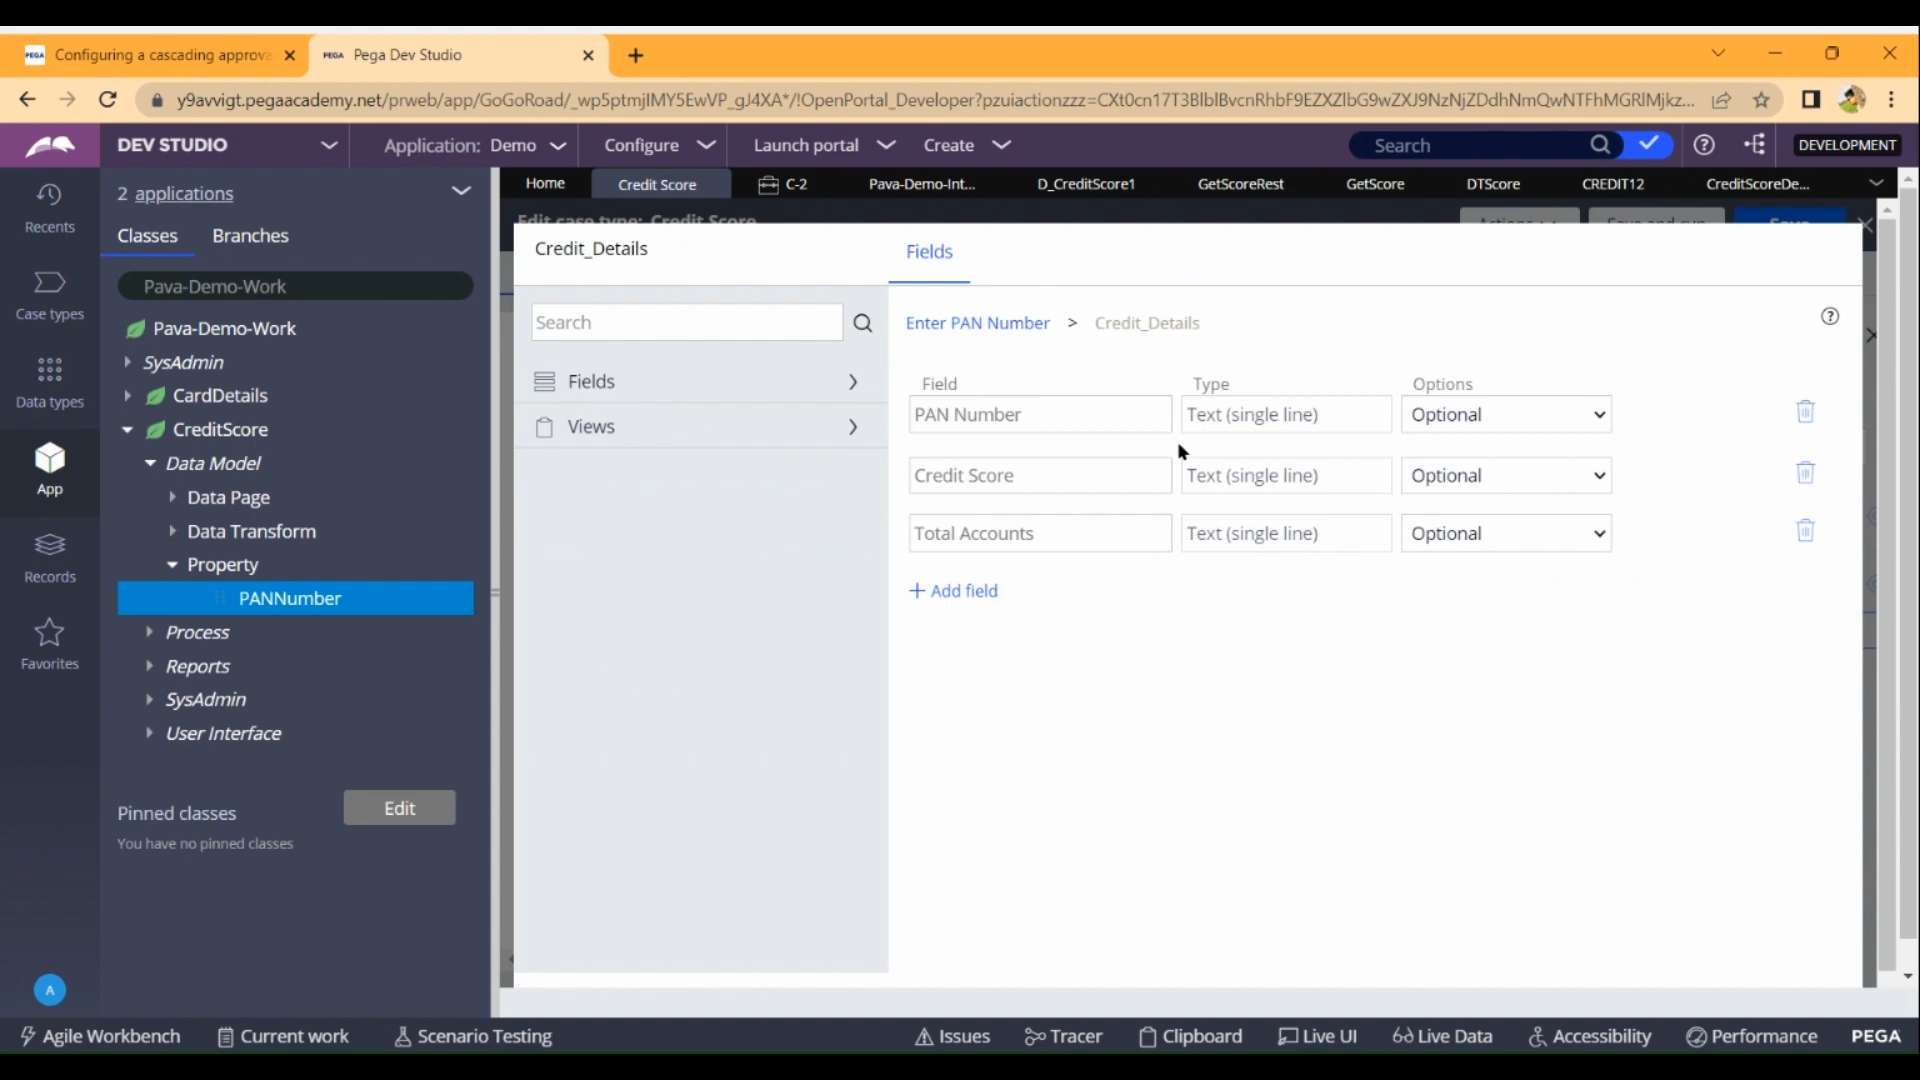 PEGA Configuring a cascading approva
PEGA Pega Dev Studio
y9avvigt.pegaacademy.net/prweb/app/GoGoRoad/_wp5ptmjIMY5EwVP_gJ4XA*/!OpenPortal_Developer?pzuiactionzzz=CXt0cn17T3BlblBvcnRhbF9EZXZlbG9wZXJ9NzNjZDdhNmQwNTFhMGRlMjkz...
DEV STUDIO
Application: Demo
Configure
Launch portal
Create
Search
DEVELOPMENT
Recents
Case types
Data types
App
Records
Favorites
A
2 applications
Classes
Branches
Pava-Demo-Work
Pava-Demo-Work
SysAdmin
CardDetails
CreditScore
Data Model
Data Page
Data Transform
Property
PANNumber
Process
Reports
SysAdmin
User Interface
Pinned classes
Edit
You have no pinned classes
Home
Credit Score
C-2
Pava-Demo-Int...
D_CreditScore1
GetScoreRest
GetScore
DTScore
CREDIT12
CreditScoreDe...
Edit case type: Credit Score
Actions
Save and run
Save
Credit_Details
Fields
Search
Fields
Views
Enter PAN Number > Credit_Details
Field Type Options
PAN Number Text (single line) Optional
Credit Score Text (single line) Optional
Total Accounts Text (single line) Optional
+ Add field
Agile Workbench
Current work
Scenario Testing
Issues
Tracer
Clipboard
Live UI
Live Data
Accessibility
Performance
PEGA